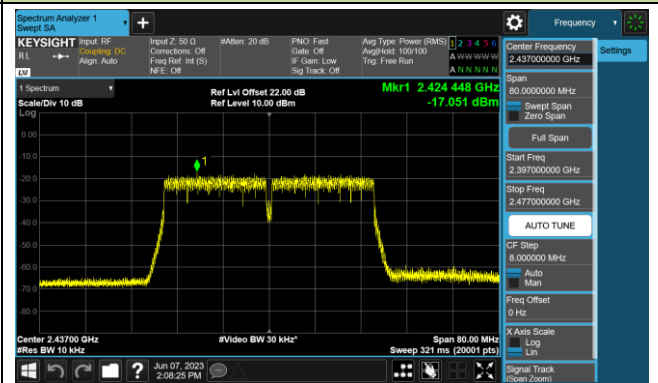 Spectrum Analyzer 1
Swept SA
+
Frequency
KEYSIGHT
RL
LXI
Input: RF
Coupling: DC
Align: Auto
Input Z: 50 Ω
Corrections: Off
Freq Ref: Int (S)
NFE: Off
#Atten: 20 dB
PNO: Fast
Gate: Off
IF Gain: Low
Sig Track: Off
Avg Type: Power (RMS)
Avg|Hold: 100/100
Trig: Free Run
1 2 3 4 5 6
A W W W W W
A N N N N N
Center Frequency
2.437000000 GHz
Settings
1 Spectrum
Scale/Div 10 dB
Log
Ref Lvl Offset 22.00 dB
Ref Level 10.00 dBm
Mkr1 2.424 448 GHz
-17.051 dBm
Span
80.0000000 MHz
Swept Span
Zero Span
Full Span
Start Freq
2.397000000 GHz
Stop Freq
2.477000000 GHz
AUTO TUNE
CF Step
8.000000 MHz
Auto
Man
Freq Offset
0 Hz
X Axis Scale
Log
Lin
Signal Track
(Span Zoom)
1
0.00
-10.0
-20.0
-30.0
-40.0
-50.0
-60.0
-70.0
-80.0
Center 2.43700 GHz
#Res BW 10 kHz
#Video BW 30 kHz*
Span 80.00 MHz
Sweep 321 ms (20001 pts)
?
Jun 07, 2023
2:08:25 PM